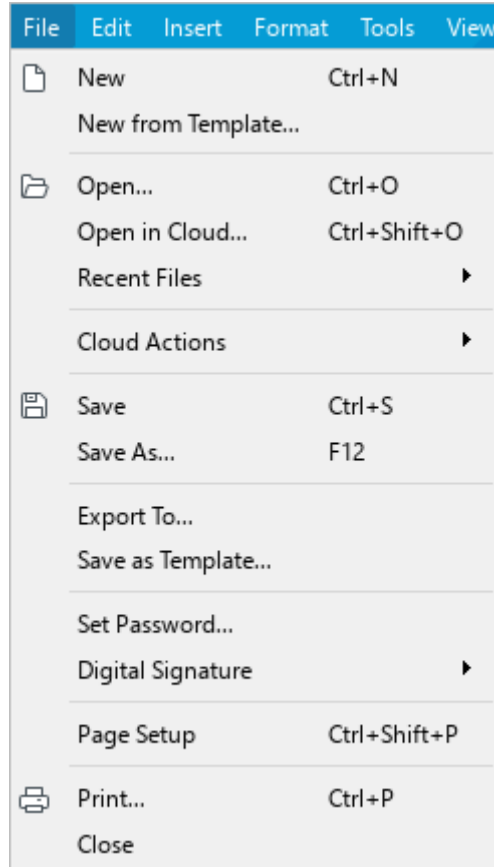 File Edit Insert Format Tools View
New Ctrl+N
New from Template...
Open... Ctrl+O
Open in Cloud... Ctrl+Shift+O
Recent Files
Cloud Actions
Save Ctrl+S
Save As... F12
Export To...
Save as Template...
Set Password...
Digital Signature
Page Setup Ctrl+Shift+P
Print... Ctrl+P
Close